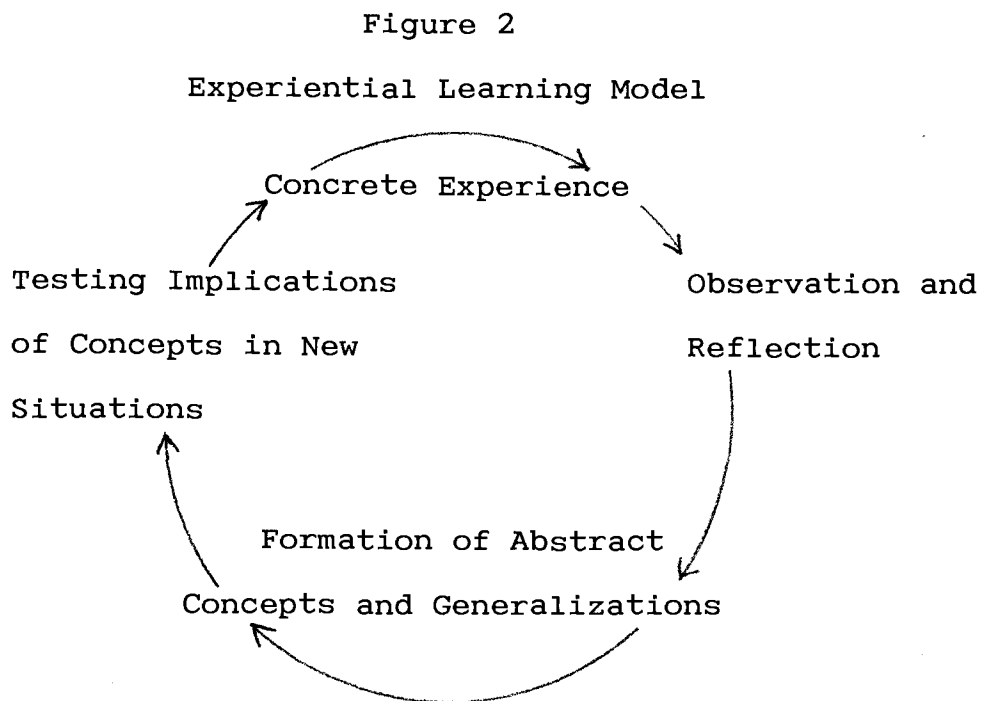 Figure 2
Experiential Learning Model
Concrete Experience
Observation and
Reflection
Formation of Abstract
Concepts and Generalizations
Testing Implications
of Concepts in New
Situations